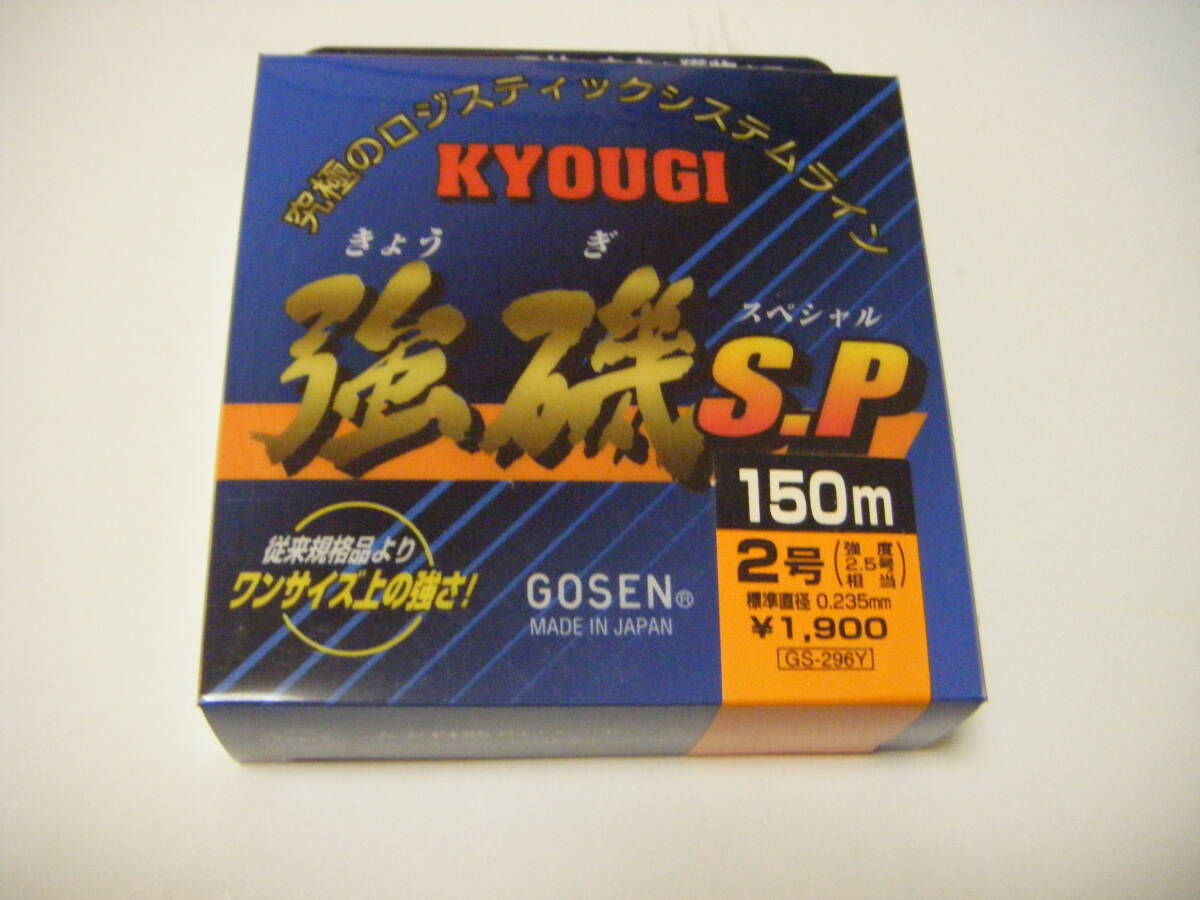 究極のロジスティックシステムライン
KYOUGI
きょう ぎ
強磯
スペシャル
S.P
150m
2号(強度2.5号相当)
標準直径 0.235mm
¥1,900
GS-296Y
従来規格品より
ワンサイズ上の強さ!
GOSEN®
MADE IN JAPAN